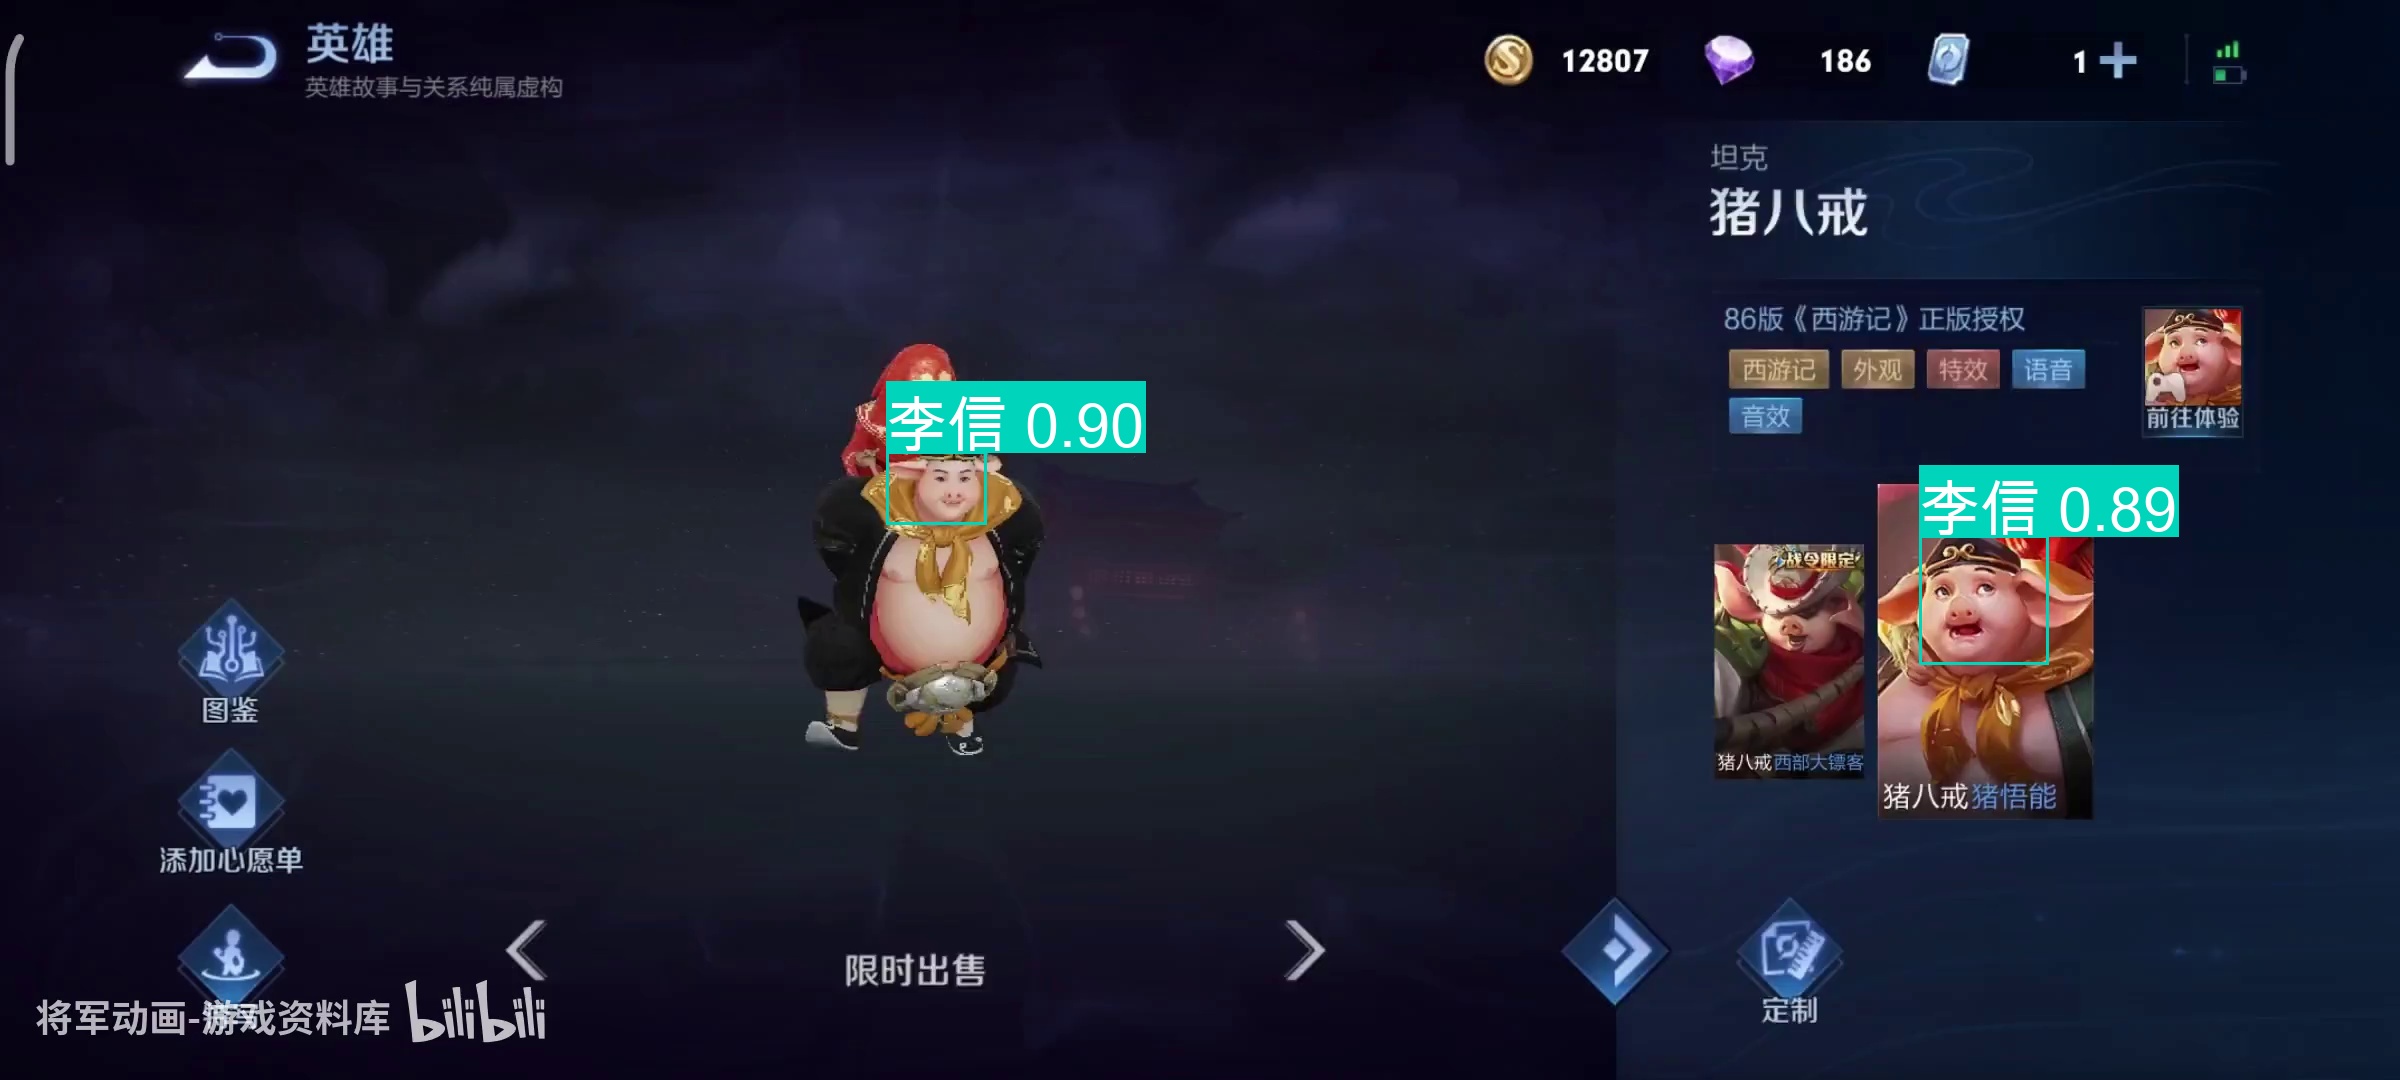 英雄
英雄故事与关系纯属虚构
12807
186
1
坦克
猪八戒
86版《西游记》正版授权
西游记 外观 特效 语音
音效
前往体验
李信 0.90
李信 0.89
战令限定
猪八戒西部大镖客
猪八戒猪悟能
图鉴
添加心愿单
限时出售
定制
将军动画-游戏资料库 bilibili